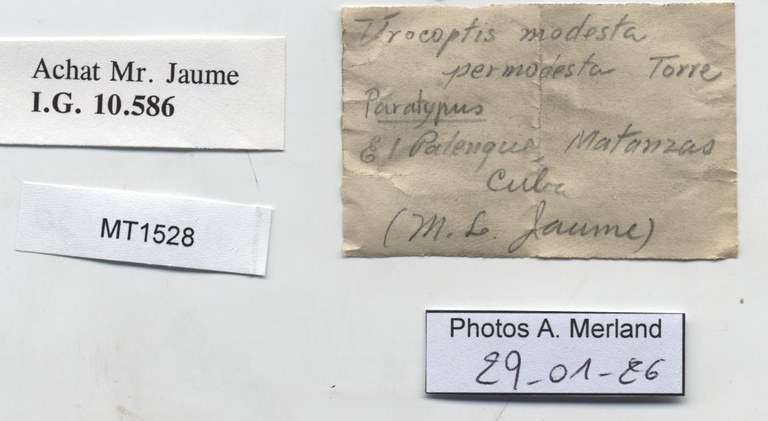 Achat Mr. Jaume
I.G. 10.586
MT1528
Urocoptis modesta
permodesta Torre
Paratypus
El Palenque, Matanzas
Cuba
(M. L. Jaume)
Photos A. Merland
29-01-26